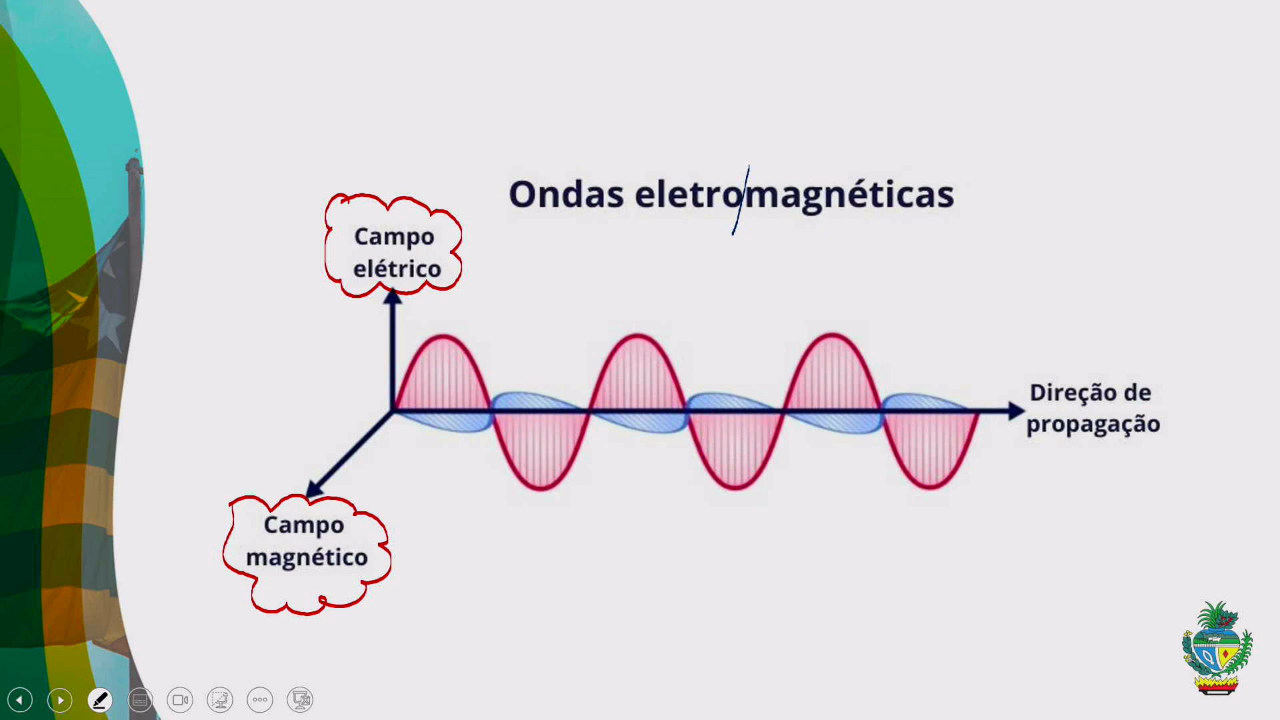 Ondas eletromagnéticas
Campo
elétrico
Direção de
propagação
Campo
magnético